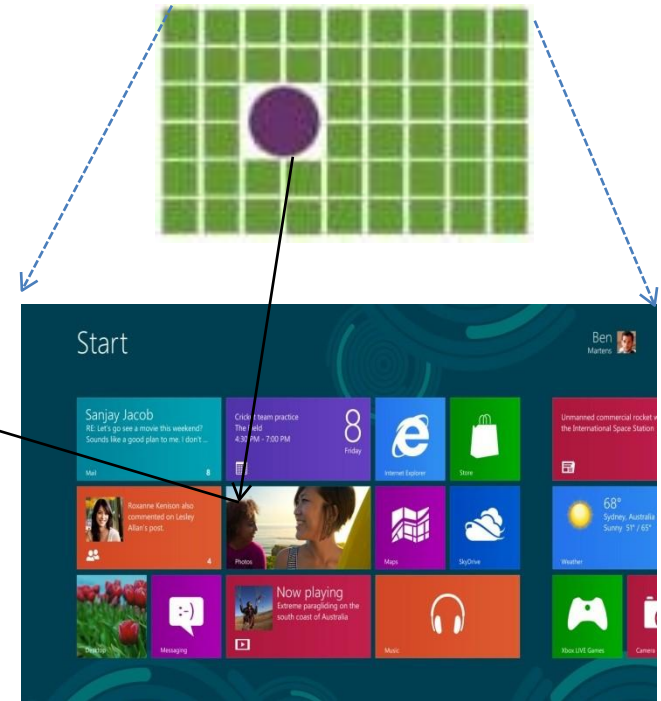 Start
Ben
Martens
Sanjay Jacob
RE: Let's go see a movie this weekend?
Sounds like a good plan to me. I don't ...
Mail 8
Cricket team practice
The Field
4:30 PM - 7:00 PM
8
Friday
Internet Explorer
Store
Unmanned commercial rocket
the International Space Station
Roxanne Kenison also
commented on Lesley
Allan's post.
4
Photos
Maps
SkyDrive
68°
Sydney, Australia
Sunny 51° / 65°
Weather
Desktop
:-)
Messaging
Now playing
Extreme paragliding on the
south coast of Australia
Music
Xbox LIVE Games
Camera